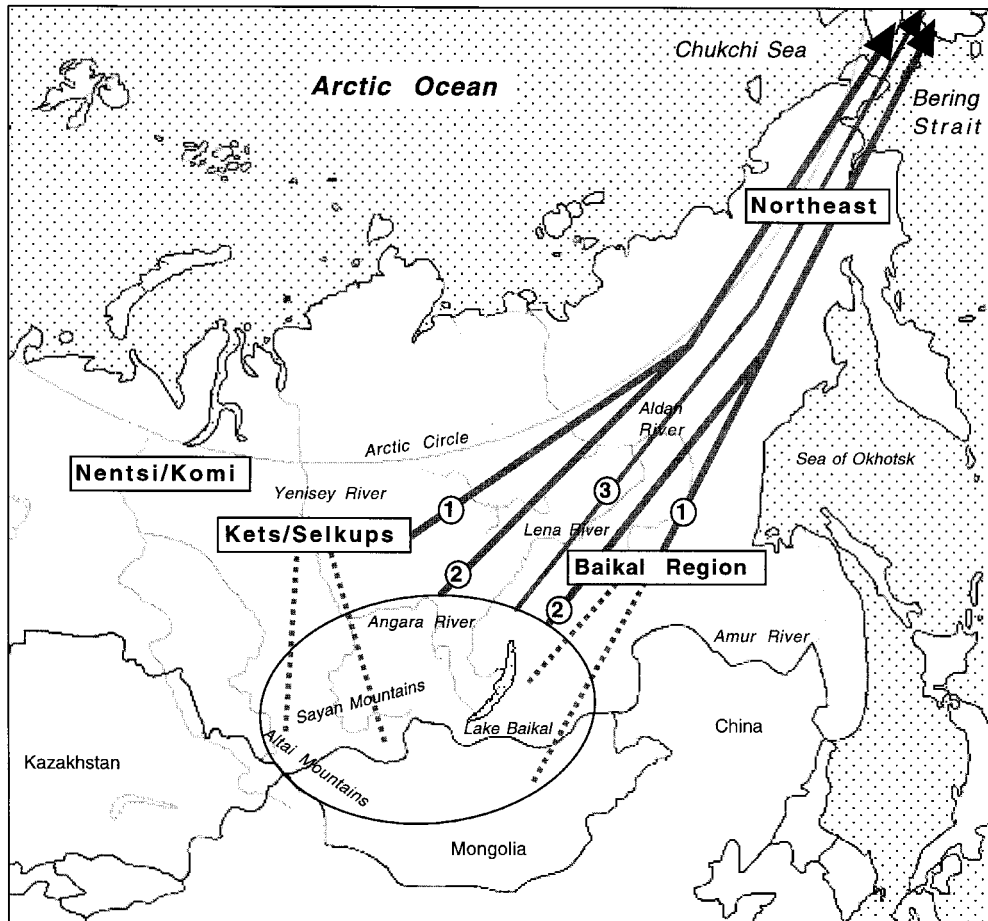 Chukchi Sea
Arctic Ocean
Bering
Strait
Northeast
Aldan
River
Arctic Circle
Sea of Okhotsk
Nentsi/Komi
Yenisey River
1
3
1
Kets/Selkups
Lena River
2
Baikal Region
2
Angara River
Amur River
Sayan Mountains
Lake Baikal
China
Altai Mountains
Kazakhstan
Mongolia